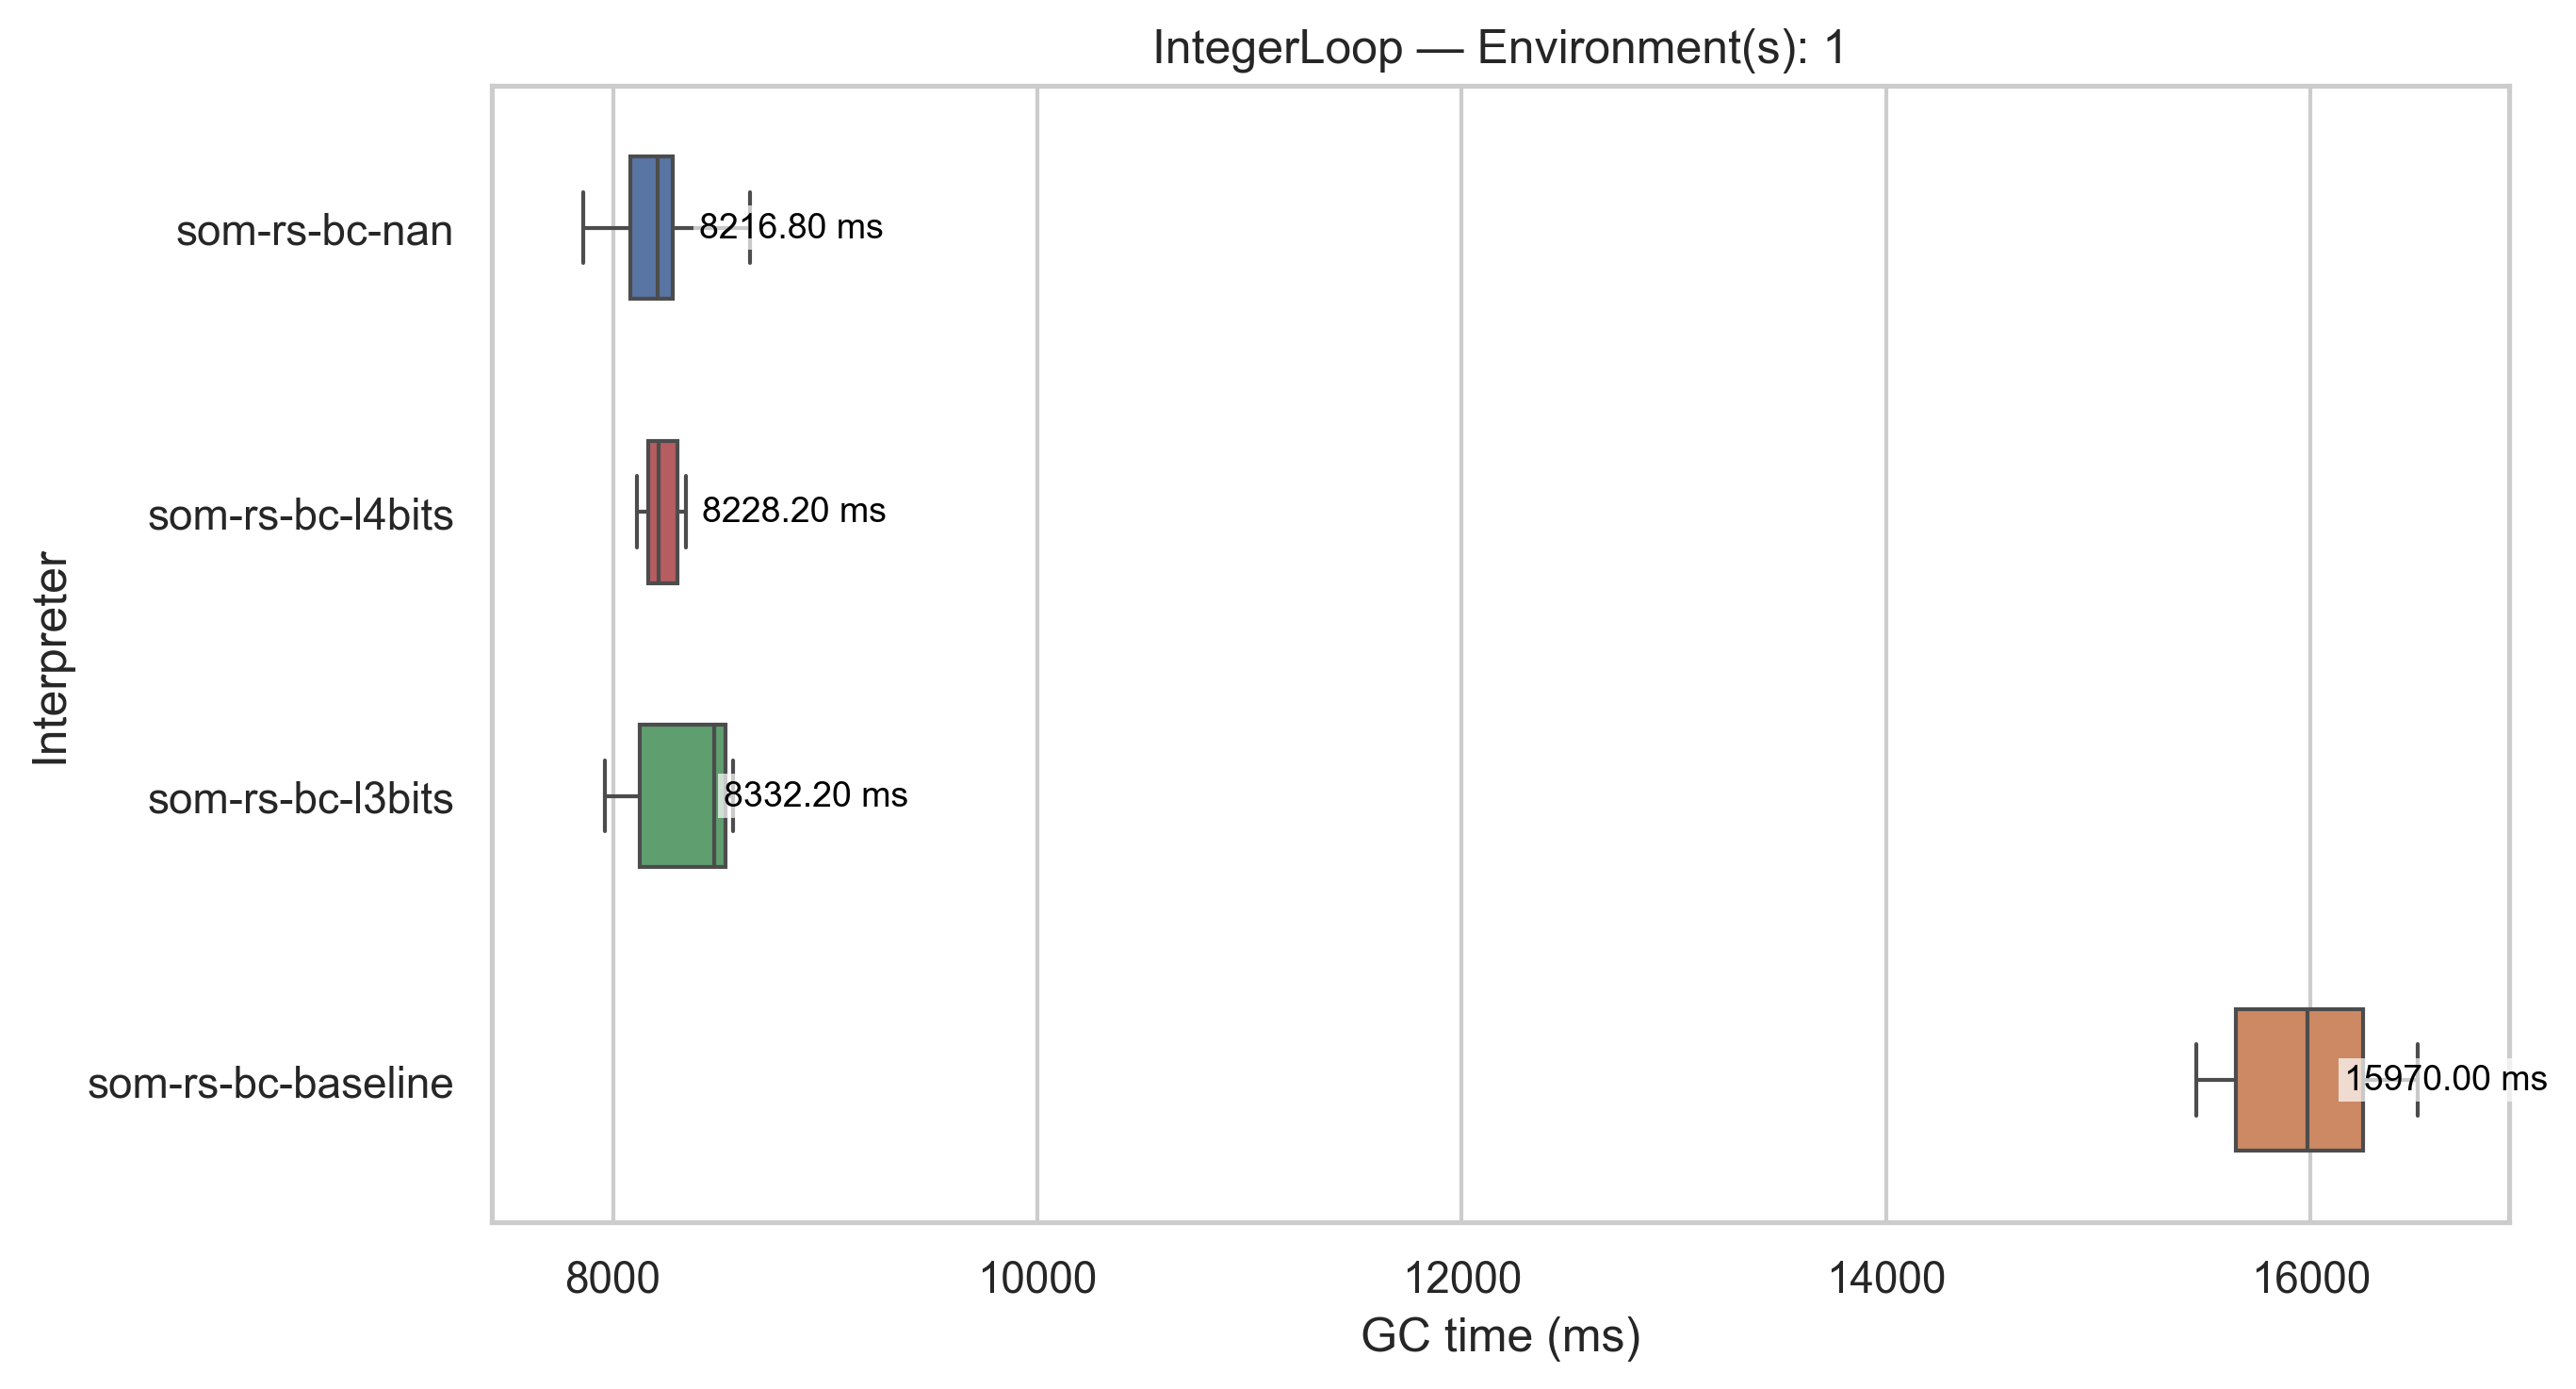 IntegerLoop — Environment(s): 1
Interpreter
som-rs-bc-nan
8216.80 ms
som-rs-bc-l4bits
8228.20 ms
som-rs-bc-l3bits
8332.20 ms
som-rs-bc-baseline
15970.00 ms
8000
10000
12000
14000
16000
GC time (ms)